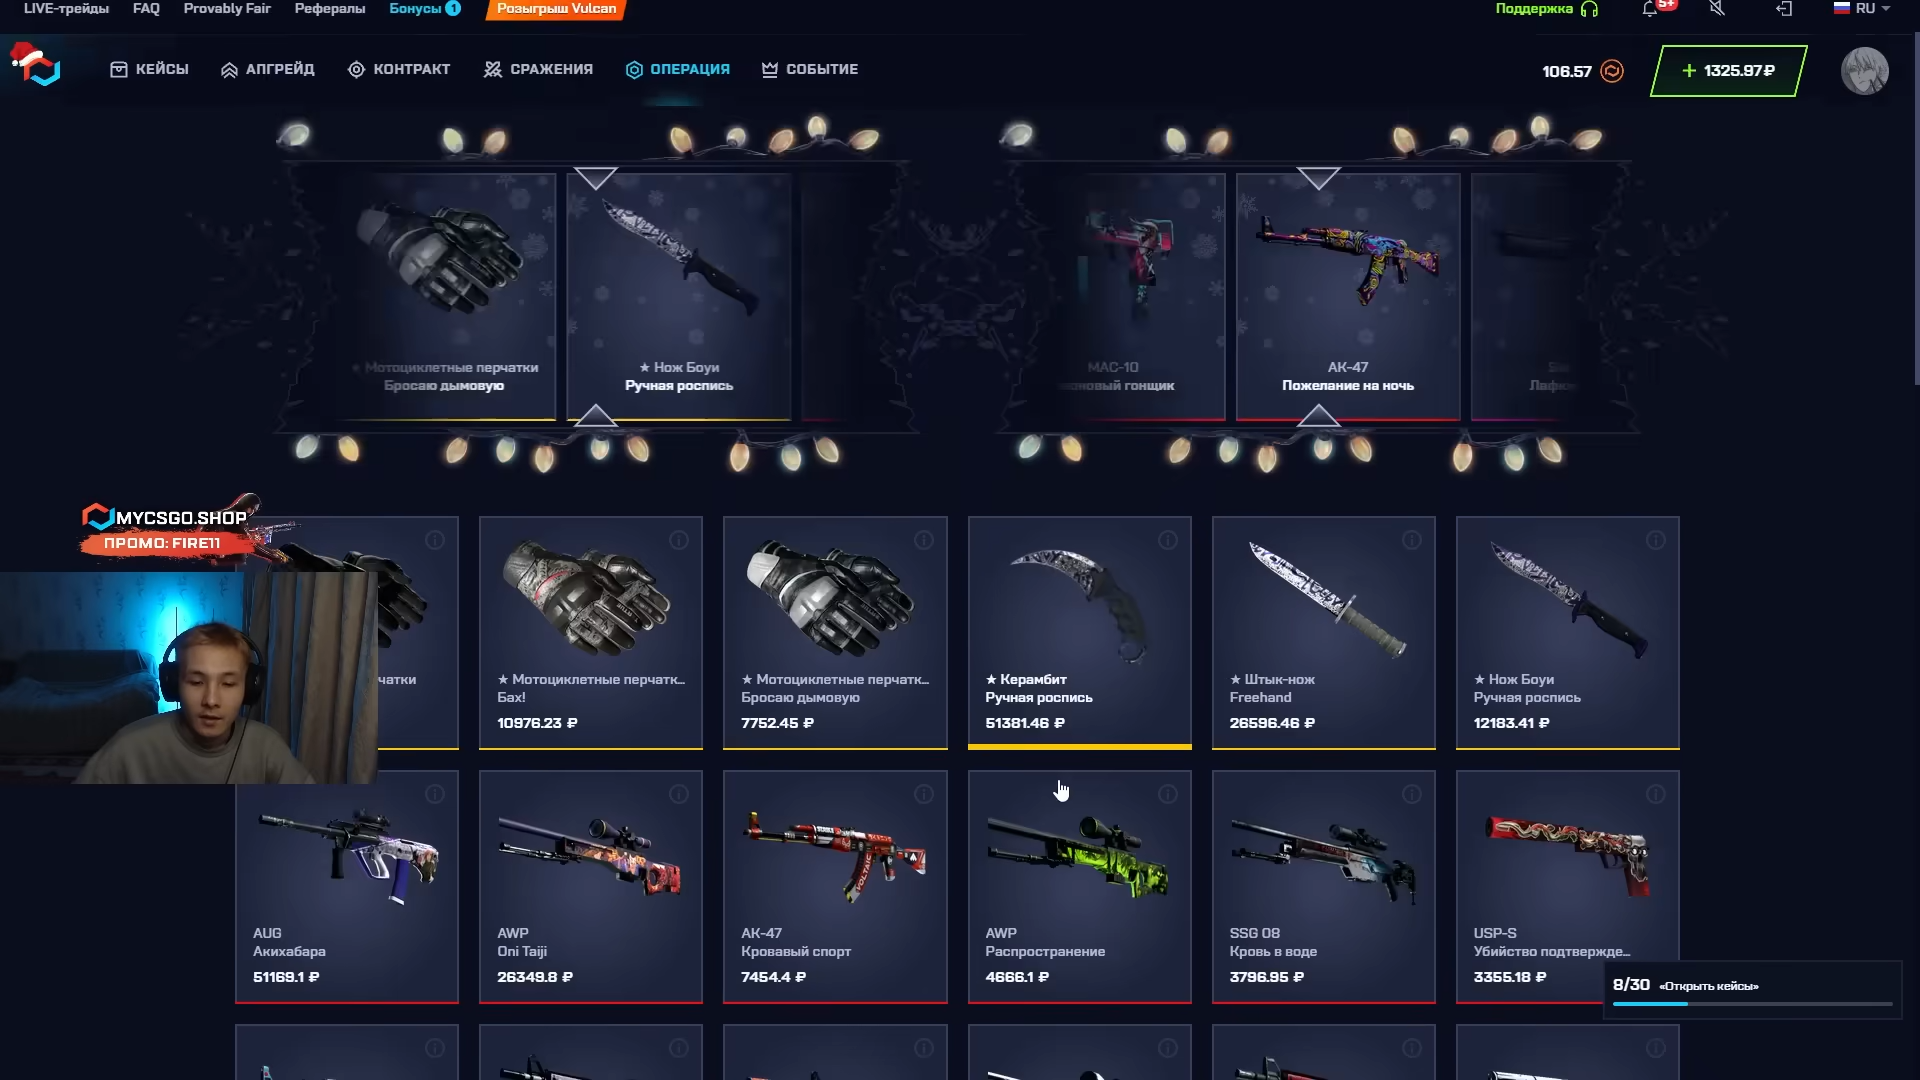 LIVE-трейды FAQ Provably Fair Рефералы Бонусы 1 Розыгрыш Vulcan Поддержка 5+ RU
КЕЙСЫ АПГРЕЙД КОНТРАКТ СРАЖЕНИЯ ОПЕРАЦИЯ СОБЫТИЕ 106.57 + 1325.97 ₽
★ Мотоциклетные перчатки
Бросаю дымовую
★ Нож Боуи
Ручная роспись
MAC-10
гонщик
AK-47
Пожелание на ночь
MYCSGO.SHOP
ПРОМО: FIRE11
★ Мотоциклетные перчатк...
Бах!
10976.23 ₽
★ Мотоциклетные перчатк...
Бросаю дымовую
7752.45 ₽
★ Керамбит
Ручная роспись
51381.46 ₽
★ Штык-нож
Freehand
26596.46 ₽
★ Нож Боуи
Ручная роспись
12183.41 ₽
AUG
Акихабара
51169.1 ₽
AWP
Oni Taiji
26349.8 ₽
AK-47
Кровавый спорт
7454.4 ₽
AWP
Распространение
4666.1 ₽
SSG 08
Кровь в воде
3796.95 ₽
USP-S
Убийство подтвержде...
3355.18 ₽
8/30 «Открыть кейсы»